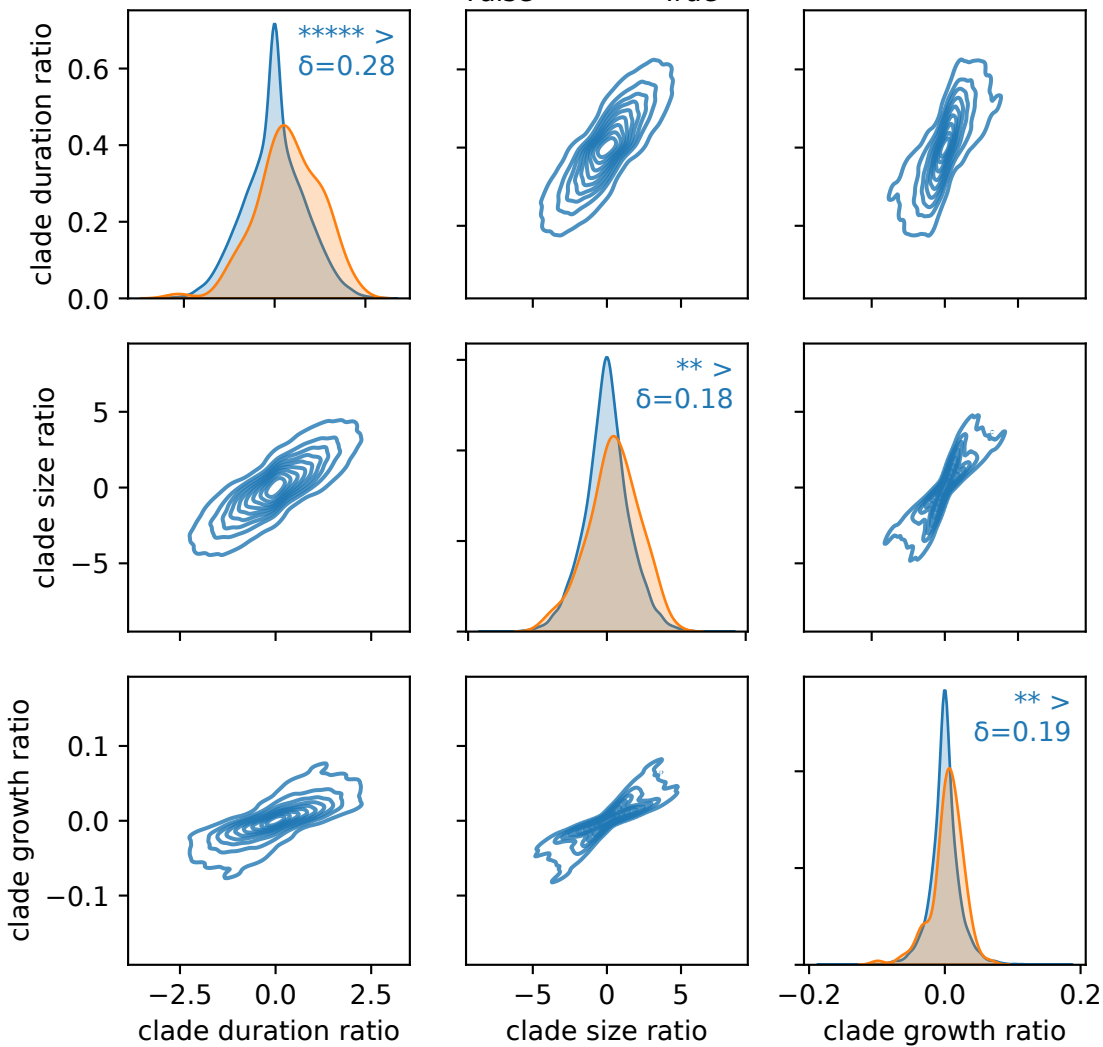 ***** >
δ=0.28
clade duration ratio
0.6
0.4
0.2
0.0
** >
δ=0.18
clade size ratio
5
0
−5
** >
δ=0.19
clade growth ratio
0.1
0.0
−0.1
−2.5 0.0 2.5
−5 0 5
−0.2 0.0 0.2
clade duration ratio
clade size ratio
clade growth ratio